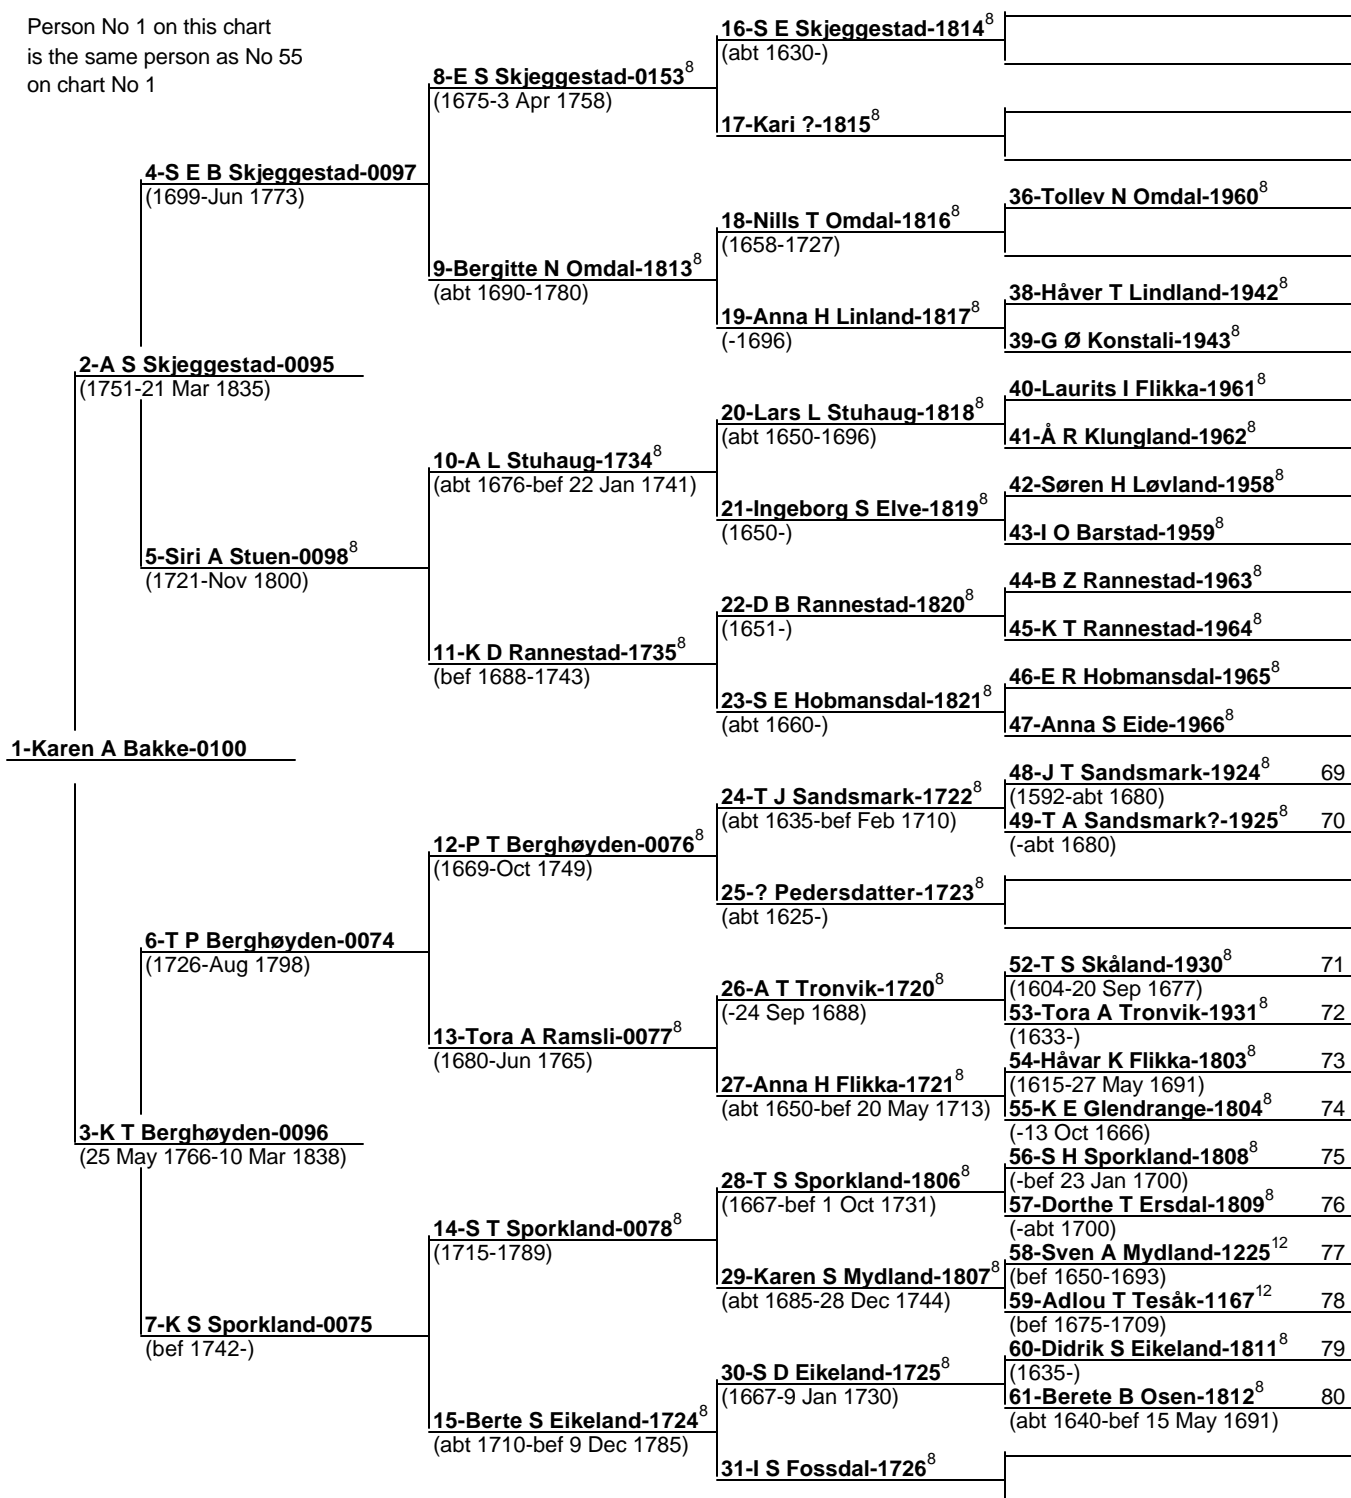 Person No 1 on this chart
is the same person as No 55
on chart No 1
1-Karen A Bakke-0100
2-A S Skjeggestad-0095
(1751-21 Mar 1835)
3-K T Berghøyden-0096
(25 May 1766-10 Mar 1838)
4-S E B Skjeggestad-0097
(1699-Jun 1773)
5-Siri A Stuen-0098⁸
(1721-Nov 1800)
6-T P Berghøyden-0074
(1726-Aug 1798)
7-K S Sporkland-0075
(bef 1742-)
8-E S Skjeggestad-0153⁸
(1675-3 Apr 1758)
9-Bergitte N Omdal-1813⁸
(abt 1690-1780)
10-A L Stuhaug-1734⁸
(abt 1676-bef 22 Jan 1741)
11-K D Rannestad-1735⁸
(bef 1688-1743)
12-P T Berghøyden-0076⁸
(1669-Oct 1749)
13-Tora A Ramsli-0077⁸
(1680-Jun 1765)
14-S T Sporkland-0078⁸
(1715-1789)
15-Berte S Eikeland-1724⁸
(abt 1710-bef 9 Dec 1785)
16-S E Skjeggestad-1814⁸
(abt 1630-)
17-Kari ?-1815⁸
18-Nills T Omdal-1816⁸
(1658-1727)
19-Anna H Linland-1817⁸
(-1696)
20-Lars L Stuhaug-1818⁸
(abt 1650-1696)
21-Ingeborg S Elve-1819⁸
(1650-)
22-D B Rannestad-1820⁸
(1651-)
23-S E Hobmansdal-1821⁸
(abt 1660-)
24-T J Sandsmark-1722⁸
(abt 1635-bef Feb 1710)
25-? Pedersdatter-1723⁸
(abt 1625-)
26-A T Tronvik-1720⁸
(-24 Sep 1688)
27-Anna H Flikka-1721⁸
(abt 1650-bef 20 May 1713)
28-T S Sporkland-1806⁸
(1667-bef 1 Oct 1731)
29-Karen S Mydland-1807⁸
(abt 1685-28 Dec 1744)
30-S D Eikeland-1725⁸
(1667-9 Jan 1730)
31-I S Fossdal-1726⁸
36-Tollev N Omdal-1960⁸
38-Håver T Lindland-1942⁸
39-G Ø Konstali-1943⁸
40-Laurits I Flikka-1961⁸
41-Å R Klungland-1962⁸
42-Søren H Løvland-1958⁸
43-I O Barstad-1959⁸
44-B Z Rannestad-1963⁸
45-K T Rannestad-1964⁸
46-E R Hobmansdal-1965⁸
47-Anna S Eide-1966⁸
48-J T Sandsmark-1924⁸ 69
(1592-abt 1680)
49-T A Sandsmark?-1925⁸ 70
(-abt 1680)
52-T S Skåland-1930⁸ 71
(1604-20 Sep 1677)
53-Tora A Tronvik-1931⁸ 72
(1633-)
54-Håvar K Flikka-1803⁸ 73
(1615-27 May 1691)
55-K E Glendrange-1804⁸ 74
(-13 Oct 1666)
56-S H Sporkland-1808⁸ 75
(-bef 23 Jan 1700)
57-Dorthe T Ersdal-1809⁸ 76
(-abt 1700)
58-Sven A Mydland-1225¹² 77
(bef 1650-1693)
59-Adlou T Tesåk-1167¹² 78
(bef 1675-1709)
60-Didrik S Eikeland-1811⁸ 79
(1635-)
61-Berete B Osen-1812⁸ 80
(abt 1640-bef 15 May 1691)